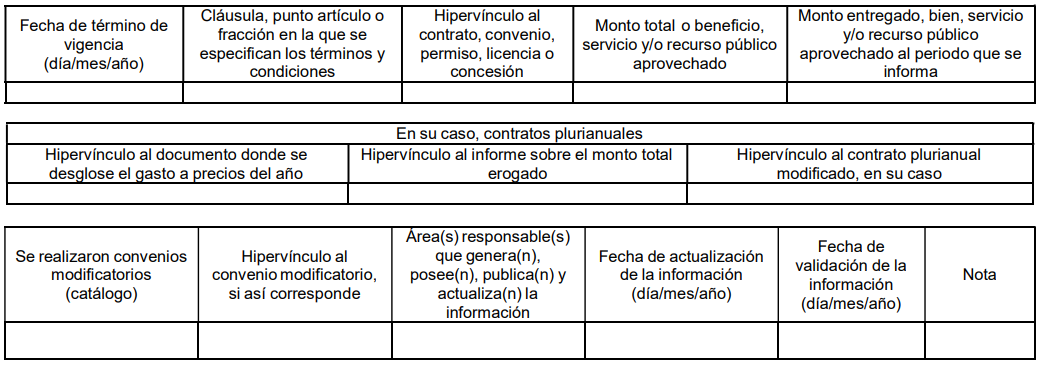 Fecha de término de
vigencia
(día/mes/año)
Cláusula, punto artículo o
fracción en la que se
especifican los términos y
condiciones
Hipervínculo al
contrato, convenio,
permiso, licencia o
concesión
Monto total o beneficio,
servicio y/o recurso público
aprovechado
Monto entregado, bien, servicio
y/o recurso público
aprovechado al periodo que se
informa
En su caso, contratos plurianuales
Hipervínculo al documento donde se
desglose el gasto a precios del año
Hipervínculo al informe sobre el monto total
erogado
Hipervínculo al contrato plurianual
modificado, en su caso
Se realizaron convenios
modificatorios
(catálogo)
Hipervínculo al
convenio modificatorio,
si así corresponde
Área(s) responsable(s)
que genera(n),
posee(n), publica(n) y
actualiza(n) la
información
Fecha de actualización
de la información
(día/mes/año)
Fecha de
validación de la
información
(día/mes/año)
Nota